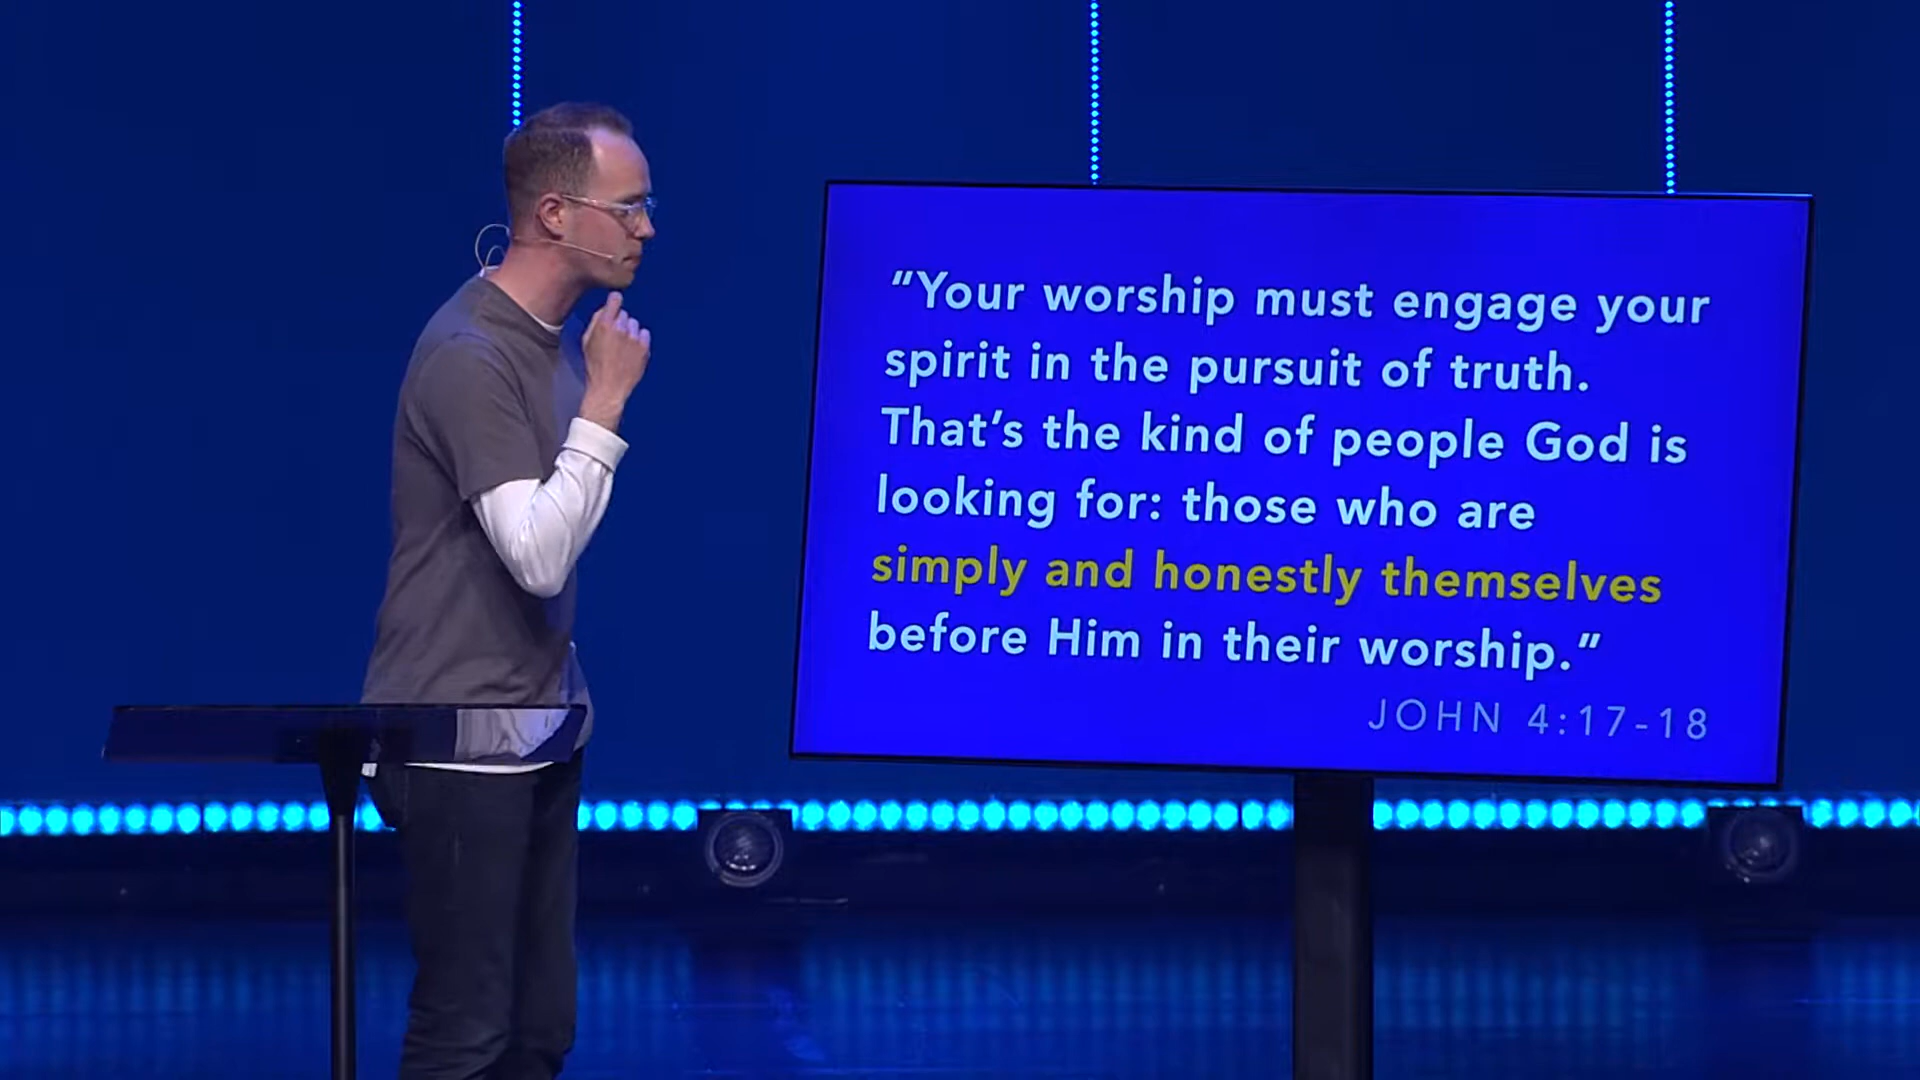 “Your worship must engage your
spirit in the pursuit of truth.
That’s the kind of people God is
looking for: those who are
simply and honestly themselves
before Him in their worship.”
JOHN 4:17-18